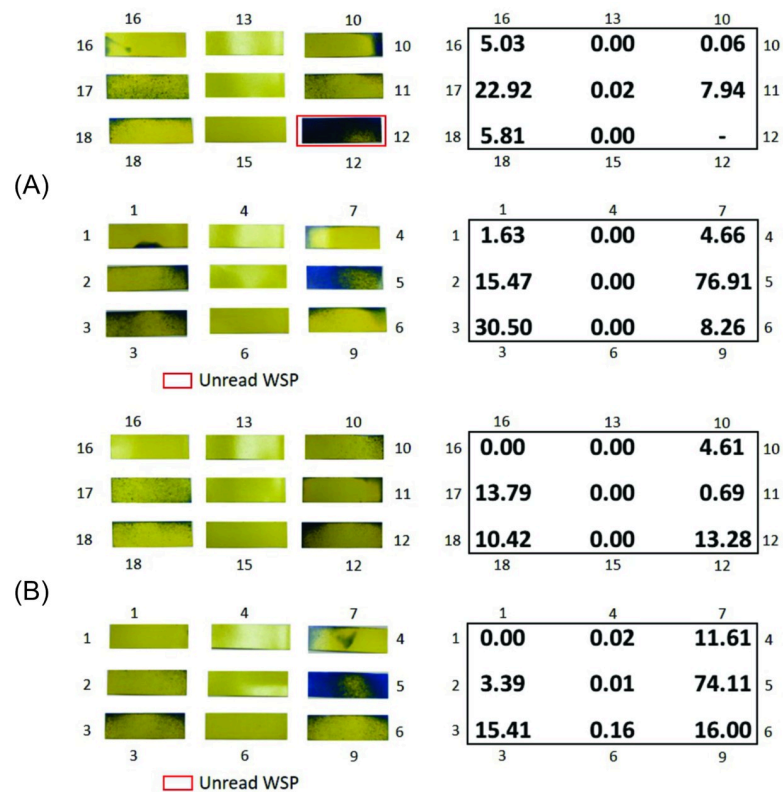 16 13 10 16 13 10
16 10 16 5.03 0.00 0.06 10
17 11 17 22.92 0.02 7.94 11
18 12 18 5.81 0.00 - 12
18 15 12 18 15 12
(A)
1 4 7 1 4 7
1 4 1 1.63 0.00 4.66 4
2 5 2 15.47 0.00 76.91 5
3 6 3 30.50 0.00 8.26 6
3 6 9 3 6 9
Unread WSP
16 13 10 16 13 10
16 10 16 0.00 0.00 4.61 10
17 11 17 13.79 0.00 0.69 11
18 12 18 10.42 0.00 13.28 12
18 15 12 18 15 12
(B)
1 4 7 1 4 7
1 4 1 0.00 0.02 11.61 4
2 5 2 3.39 0.01 74.11 5
3 6 3 15.41 0.16 16.00 6
3 6 9 3 6 9
Unread WSP